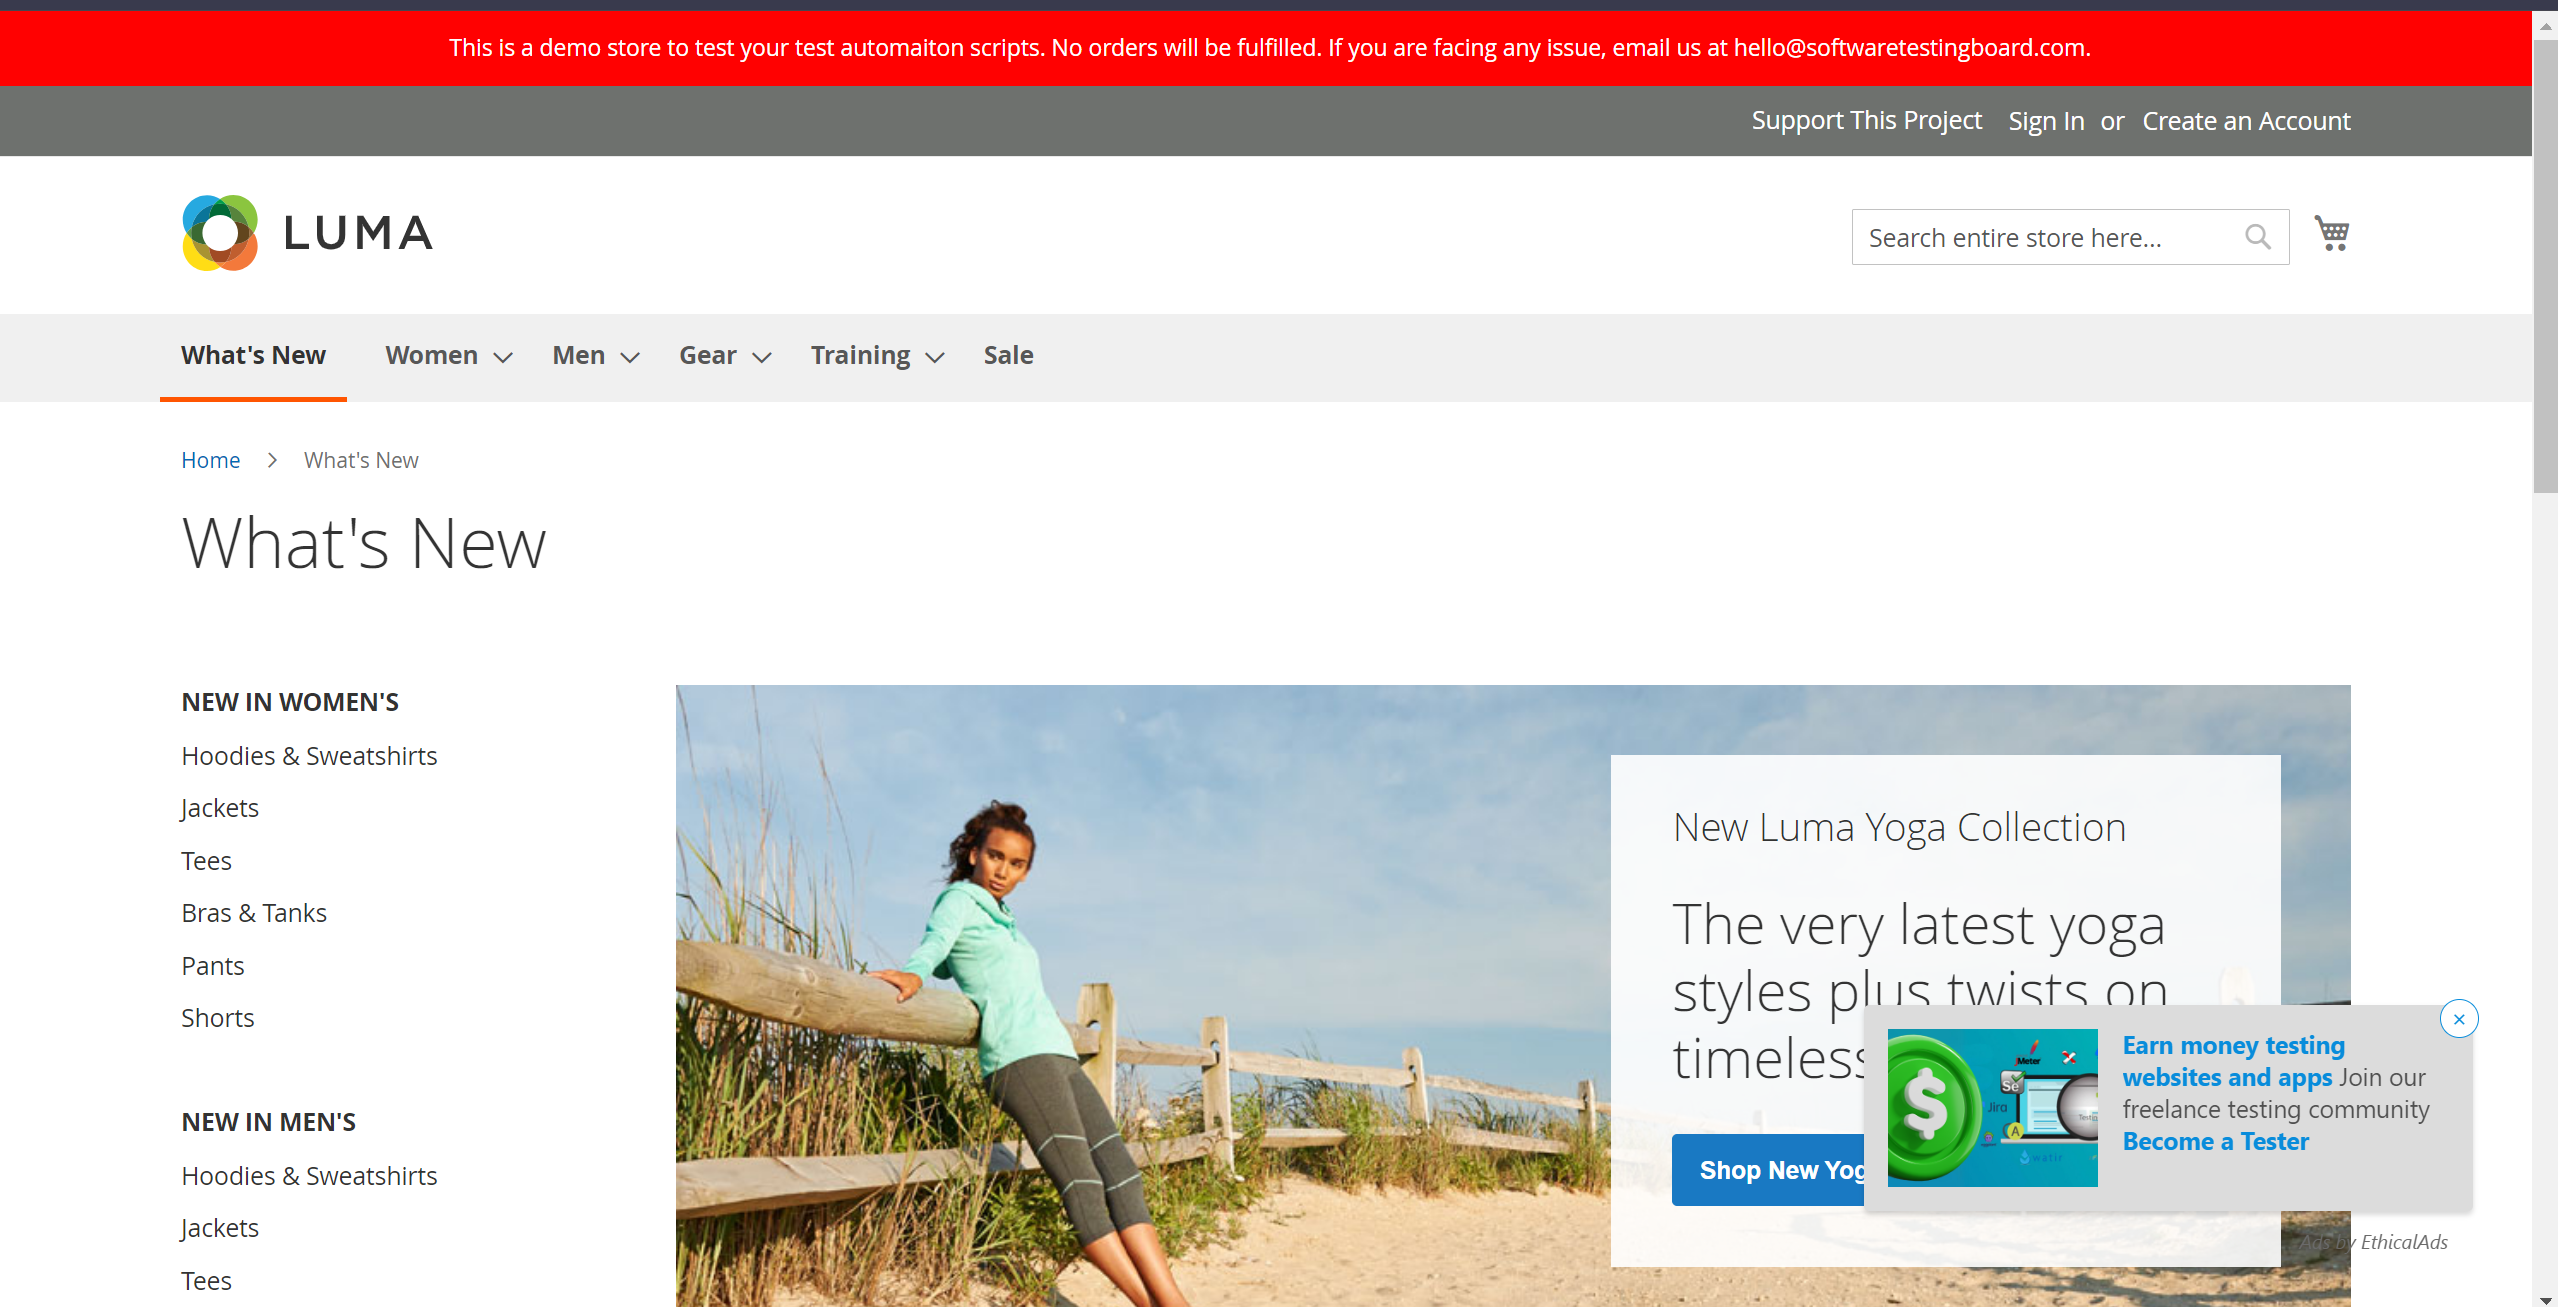 This is a demo store to test your test automaiton scripts. No orders will be fulfilled. If you are facing any issue, email us at hello@softwaretestingboard.com.
Support This Project Sign In or Create an Account
LUMA
Search entire store here...
What's New Women Men Gear Training Sale
Home > What's New
What's New
NEW IN WOMEN'S
Hoodies & Sweatshirts
Jackets
Tees
Bras & Tanks
Pants
Shorts
NEW IN MEN'S
Hoodies & Sweatshirts
Jackets
Tees
New Luma Yoga Collection
The very latest yoga
styles plus twists on
timeless
Shop New Yog
Earn money testing
websites and apps Join our
freelance testing community
Become a Tester
Meter
Se
Jira
A
watir
Ads by EthicalAds